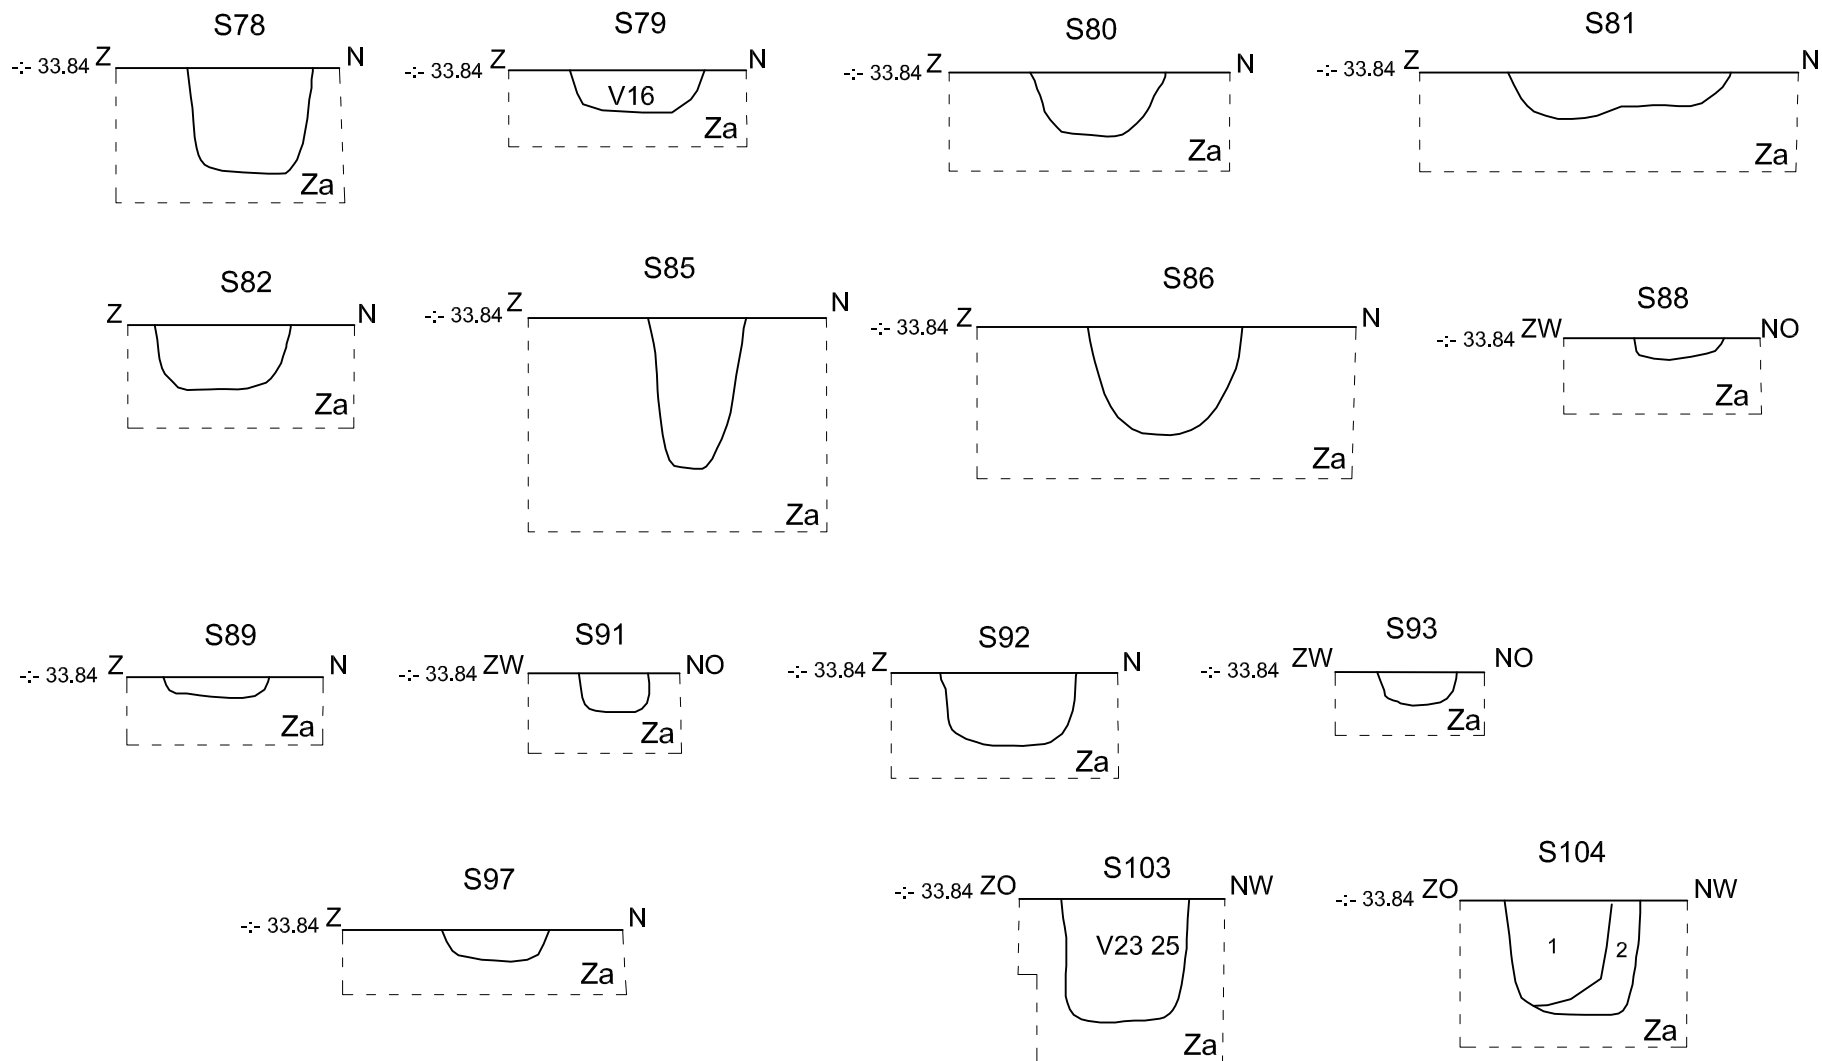 S78
-:- 33.84 Z N
Za
S79
-:- 33.84 Z N
V16
Za
S80
-:- 33.84 Z N
Za
S81
-:- 33.84 Z N
Za
S82
Z N
Za
S85
-:- 33.84 Z N
Za
S86
-:- 33.84 Z N
Za
S88
-:- 33.84 ZW NO
Za
S89
-:- 33.84 Z N
Za
S91
-:- 33.84 ZW NO
Za
S92
-:- 33.84 Z N
Za
S93
-:- 33.84 ZW NO
Za
S97
-:- 33.84 Z N
Za
S103
-:- 33.84 ZO NW
V23 25
Za
S104
-:- 33.84 ZO NW
1 2
Za